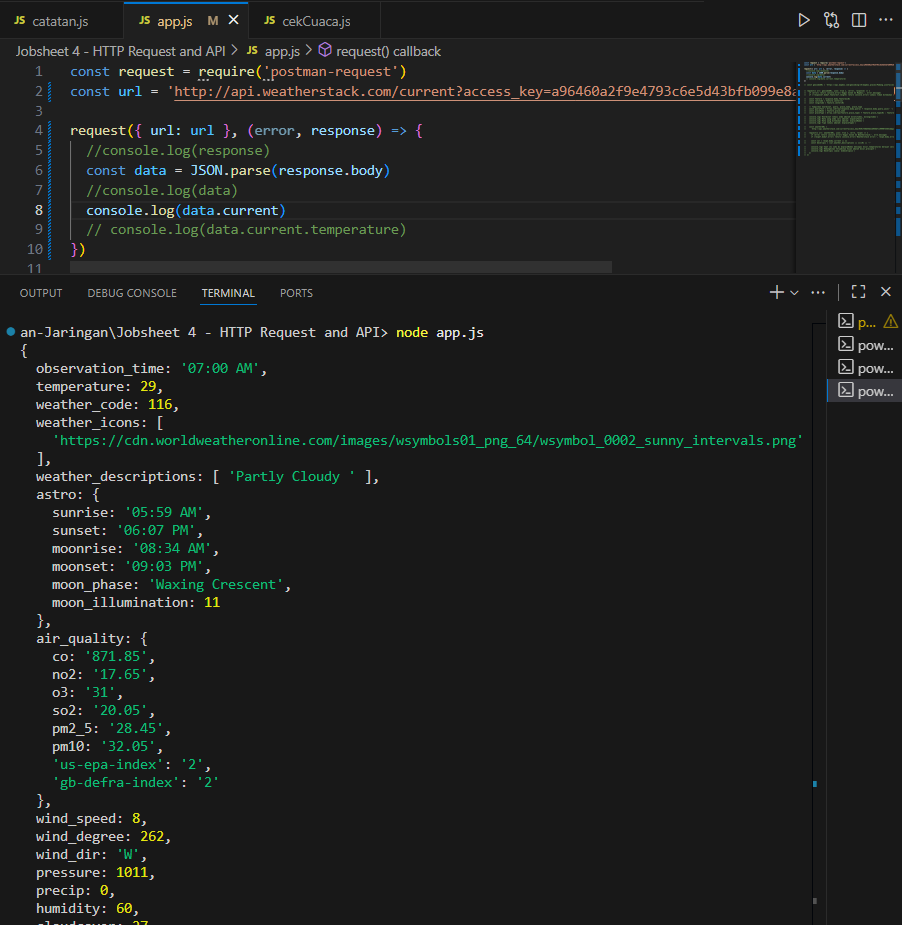 JS catatan.js
JS app.js M
JS cekCuaca.js
Jobsheet 4 - HTTP Request and API > JS app.js > request() callback
1 const request = require('postman-request')
2 const url = 'http://api.weatherstack.com/current?access_key=a96460a2f9e4793c6e5d43bfb099e8a
3
4 request({ url: url }, (error, response) => {
5 //console.log(response)
6 const data = JSON.parse(response.body)
7 //console.log(data)
8 console.log(data.current)
9 // console.log(data.current.temperature)
10 })
11
OUTPUT DEBUG CONSOLE TERMINAL PORTS
p...
pow...
pow...
pow...
an-Jaringan\Jobsheet 4 - HTTP Request and API> node app.js
{
observation_time: '07:00 AM',
temperature: 29,
weather_code: 116,
weather_icons: [
'https://cdn.worldweatheronline.com/images/wsymbols01_png_64/wsymbol_0002_sunny_intervals.png'
],
weather_descriptions: [ 'Partly Cloudy ' ],
astro: {
sunrise: '05:59 AM',
sunset: '06:07 PM',
moonrise: '08:34 AM',
moonset: '09:03 PM',
moon_phase: 'Waxing Crescent',
moon_illumination: 11
},
air_quality: {
co: '871.85',
no2: '17.65',
o3: '31',
so2: '20.05',
pm2_5: '28.45',
pm10: '32.05',
'us-epa-index': '2',
'gb-defra-index': '2'
},
wind_speed: 8,
wind_degree: 262,
wind_dir: 'W',
pressure: 1011,
precip: 0,
humidity: 60,